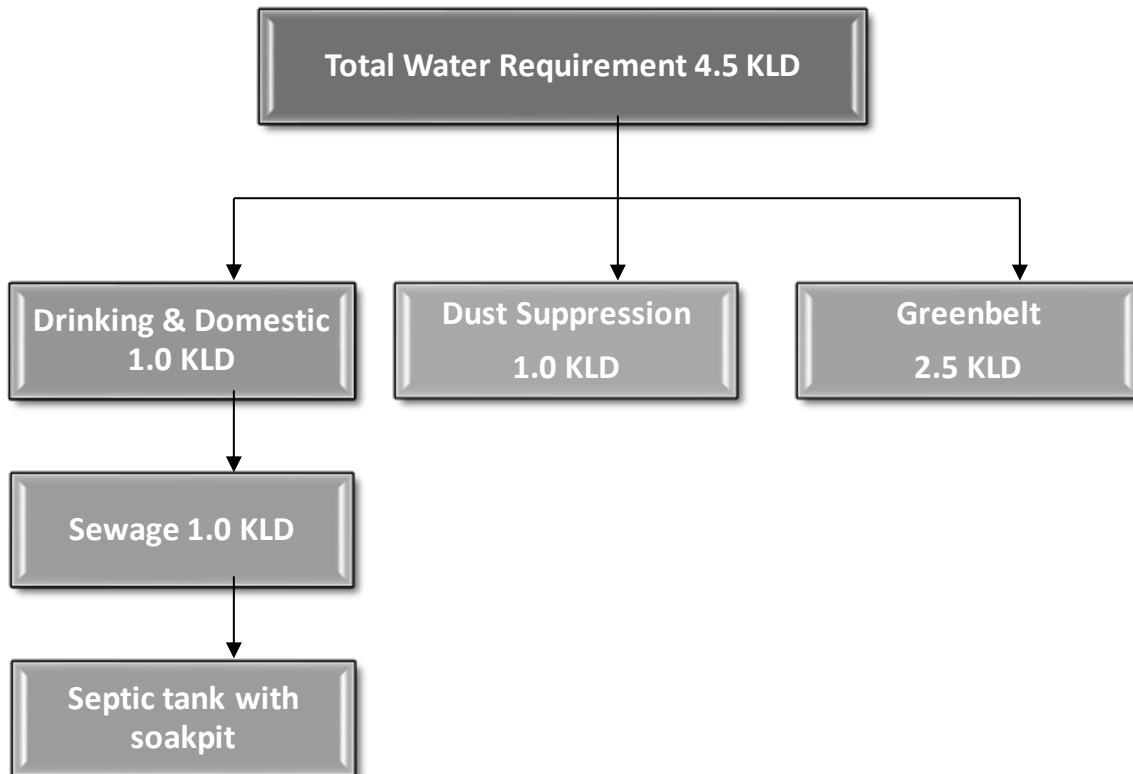 Total Water Requirement 4.5 KLD
Drinking & Domestic
1.0 KLD
Dust Suppression
1.0 KLD
Greenbelt
2.5 KLD
Sewage 1.0 KLD
Septic tank with
soakpit